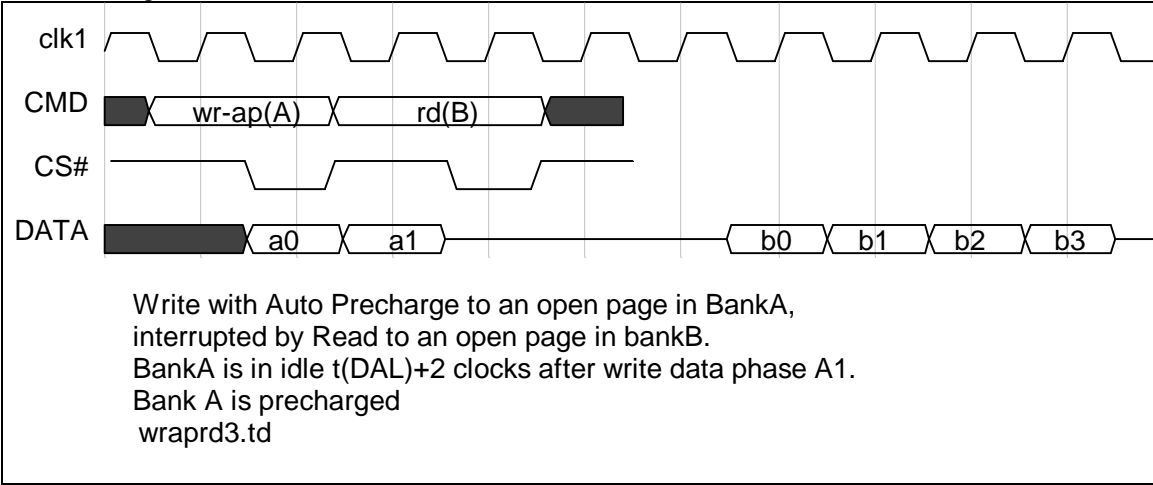 clk1
CMD wr-ap(A) rd(B)
CS#
DATA a0 a1 b0 b1 b2 b3
Write with Auto Precharge to an open page in BankA,
interrupted by Read to an open page in bankB.
BankA is in idle t(DAL)+2 clocks after write data phase A1.
Bank A is precharged
wraprd3.td